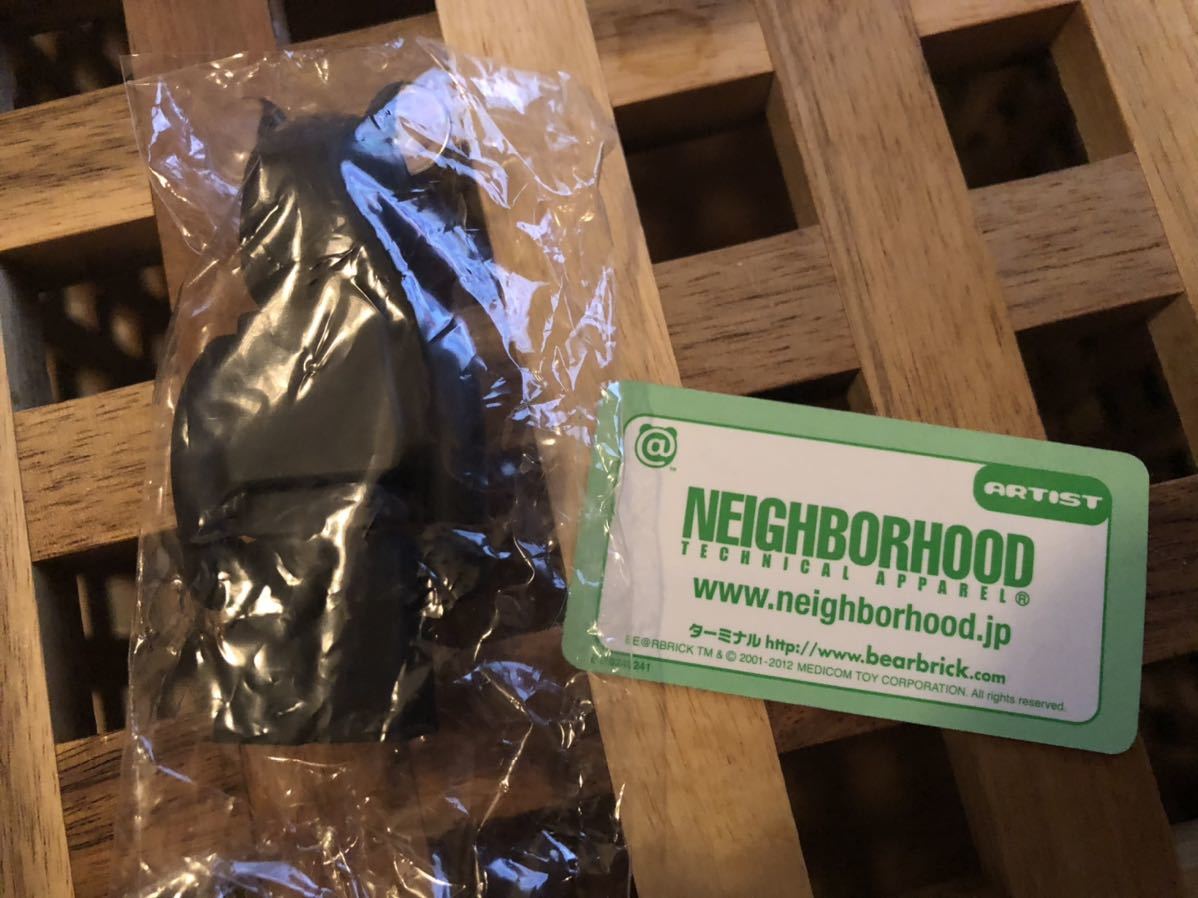 @™
ARTIST
NEIGHBORHOOD
TECHNICAL APPAREL®
www.neighborhood.jp
ターミナル http://www.bearbrick.com
BE@RBRICK TM & © 2001-2012 MEDICOM TOY CORPORATION. All rights reserved.